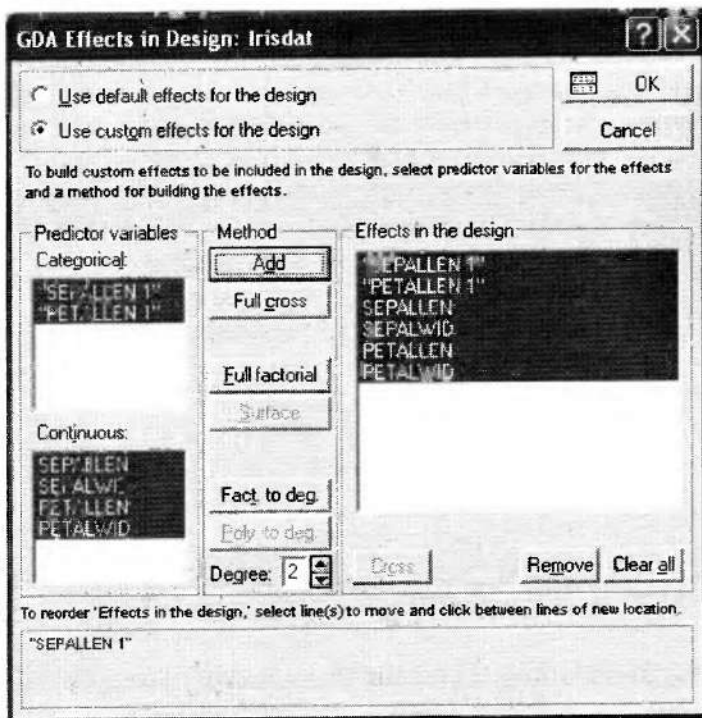 GDA Effects in Design: Irisdat
Use default effects for the design
Use custom effects for the design
OK
Cancel
To build custom effects to be included in the design, select predictor variables for the effects
and a method for building the effects.
Predictor variables
Categorical:
"SEPALLEN 1"
"PETALLEN 1"
Continuous:
SEPALLEN
SEPALWID
PETALLEN
PETALWID
Method
Add
Full cross
Full factorial
Surface
Fact. to deg.
Poly to deg.
Degree: 2
Effects in the design
"SEPALLEN 1"
"PETALLEN 1"
SEPALLEN
SEPALWID
PETALLEN
PETALWID
Cross
Remove
Clear all
To reorder 'Effects in the design,' select line(s) to move and click between lines of new location.
"SEPALLEN 1"